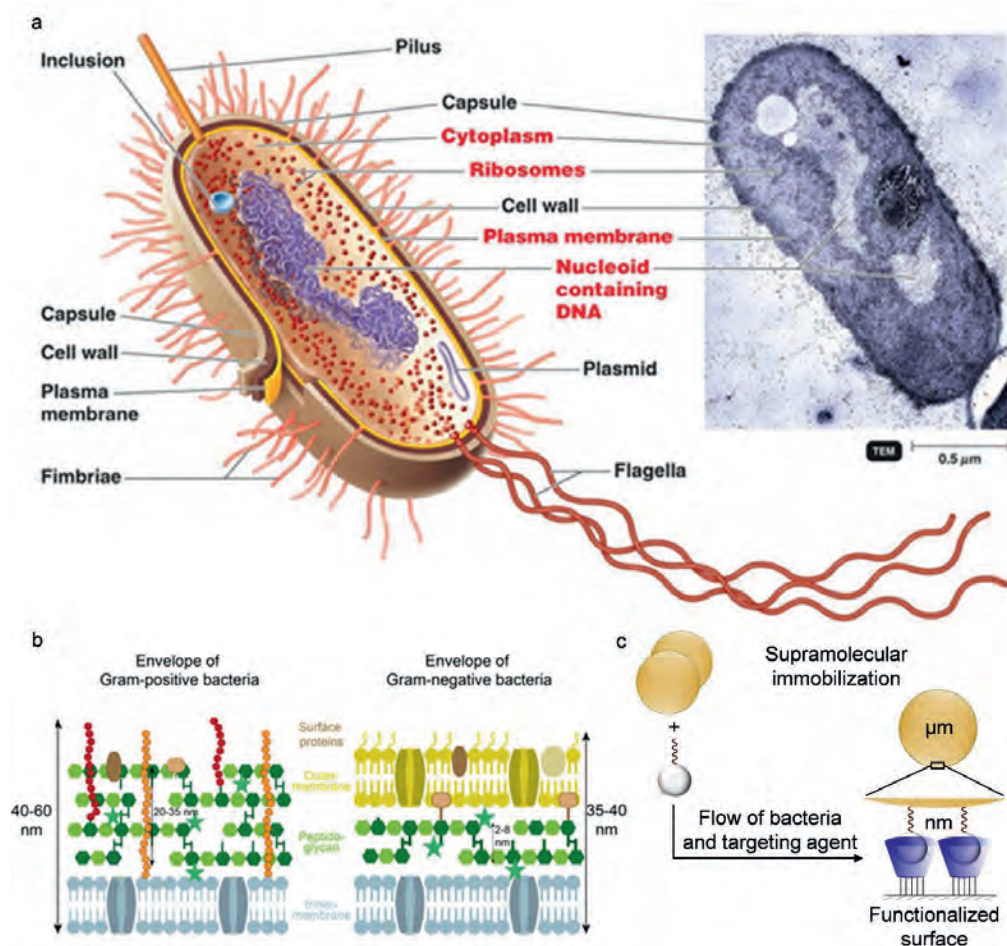 a
Pilus
Inclusion
Capsule
Cytoplasm
Ribosomes
Cell wall
Plasma membrane
Nucleoid
containing
DNA
Capsule
Cell wall
Plasma
membrane
Plasmid
Fimbriae
Flagella
TEM
0.5 µm
b
Envelope of
Gram-positive bacteria
Envelope of
Gram-negative bacteria
Surface
proteins
Outer
membrane
40-60
nm
20-35 nm
Peptido-
glycan
2-8
nm
35-40
nm
Inner-
membrane
c
Supramolecular
immobilization
+
µm
nm
Flow of bacteria
and targeting agent
Functionalized
surface